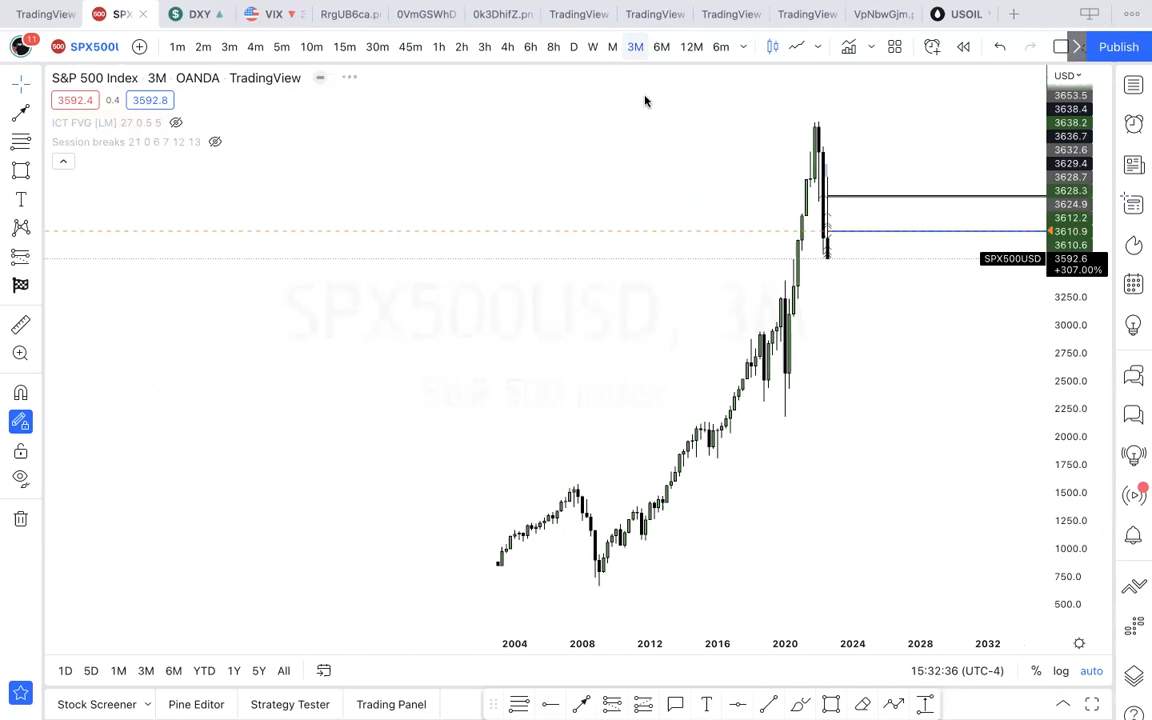 TradingView
SPX
DXY
VIX
3
RrgUB6ca.p
0VmGSWhD
0k3DhifZ.pn
TradingView
TradingView
TradingView
TradingView
VpNbwGjm.p
USOIL
11
500
SPX500U
1m 2m 3m 4m 5m 10m 15m 30m 45m 1h 2h 3h 4h 6h 8h D W M 3M 6M 12M 6m
Publish
S&P 500 Index · 3M · OANDA · TradingView
3592.4 0.4 3592.8
ICT FVG [LM] 27 0.5 5
Session breaks 21 0 6 7 12 13
USD
3653.5
3638.4
3638.2
3636.7
3632.6
3629.4
3628.7
3628.3
3624.9
3612.2
3610.9
3610.6
SPX500USD 3592.6
+307.00%
3250.0
3000.0
2750.0
2500.0
2250.0
2000.0
1750.0
1500.0
1250.0
1000.0
750.0
500.0
SPX500USD, 3M
S&P 500 Index
2004 2008 2012 2016 2020 2024 2028 2032
1D 5D 1M 3M 6M YTD 1Y 5Y All
15:32:36 (UTC-4) % log auto
Stock Screener Pine Editor Strategy Tester Trading Panel